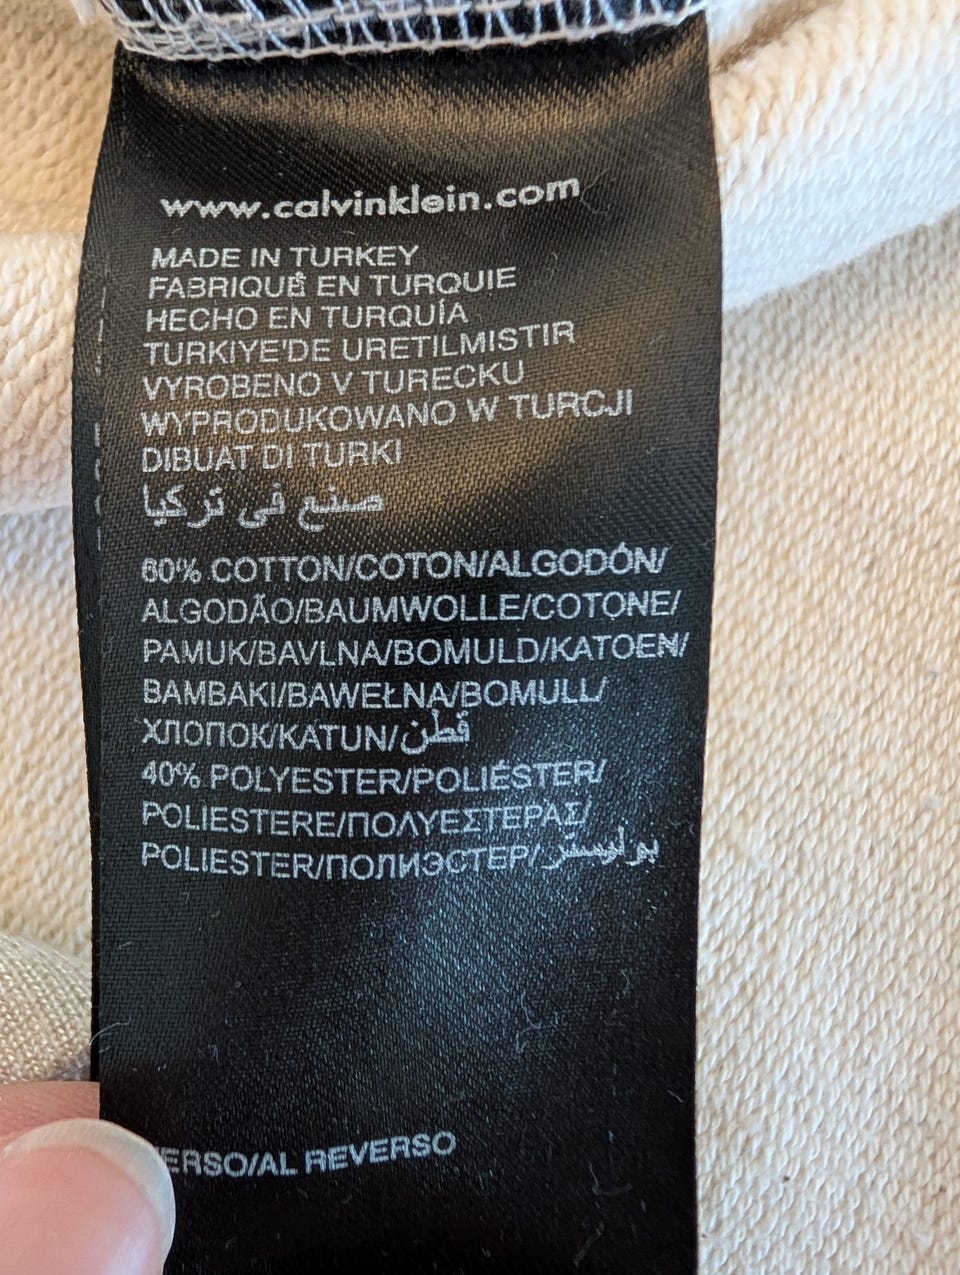 www.calvinklein.com
MADE IN TURKEY
FABRIQUÉ EN TURQUIE
HECHO EN TURQUÍA
TURKIYE'DE URETILMISTIR
VYROBENO V TURECKU
WYPRODUKOWANO W TURCJI
DIBUAT DI TURKI
صنع في تركيا
60% COTTON/COTON/ALGODÓN/
ALGODÃO/BAUMWOLLE/COTONE/
PAMUK/BAVLNA/BOMULD/KATOEN/
BAMBAKI/BAWEŁNA/BOMULL/
ХЛОПОК/KATUN/قطن
40% POLYESTER/POLIÉSTER/
POLIESTERE/ΠΟΛΥΕΣΤΕΡΑΣ/
POLIESTER/ПОЛИЭСТЕР/بوليستر
ERSO/AL REVERSO